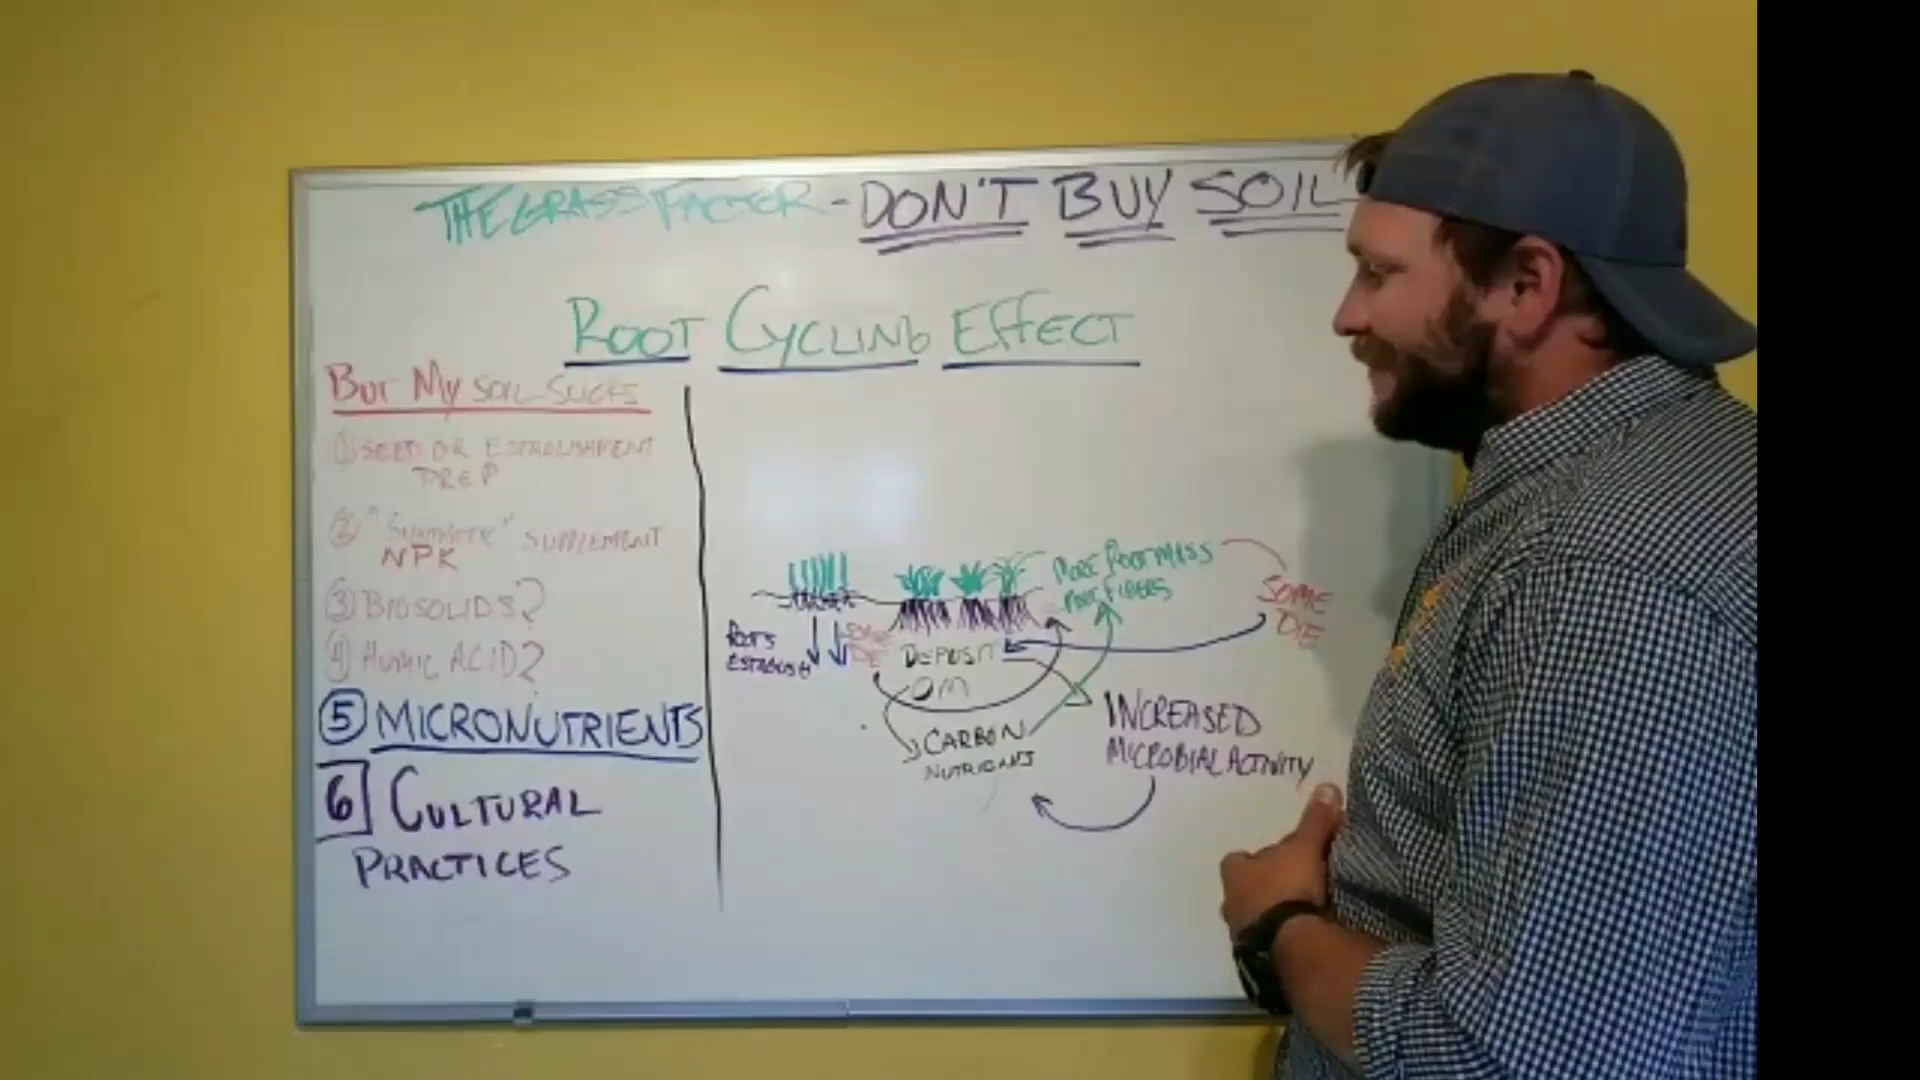 THE GRASS FACTOR - DON'T BUY SOIL
ROOT CYCLING EFFECT
BUT MY SOIL SUCKS
① SEED OR ESTABLISHMENT
PREP
② "SYNTHETIC" SUPPLEMENT
NPK
③ BIOSOLIDS?
④ HUMIC ACID?
⑤ MICRONUTRIENTS
6 CULTURAL
PRACTICES
MORE ROOT MASS
ROOT FIBERS
SOME
DIE
ROOTS
ESTABLISH
SOME
DIE
DEPOSIT
OM
CARBON
NUTRIENTS
INCREASED
MICROBIAL ACTIVITY